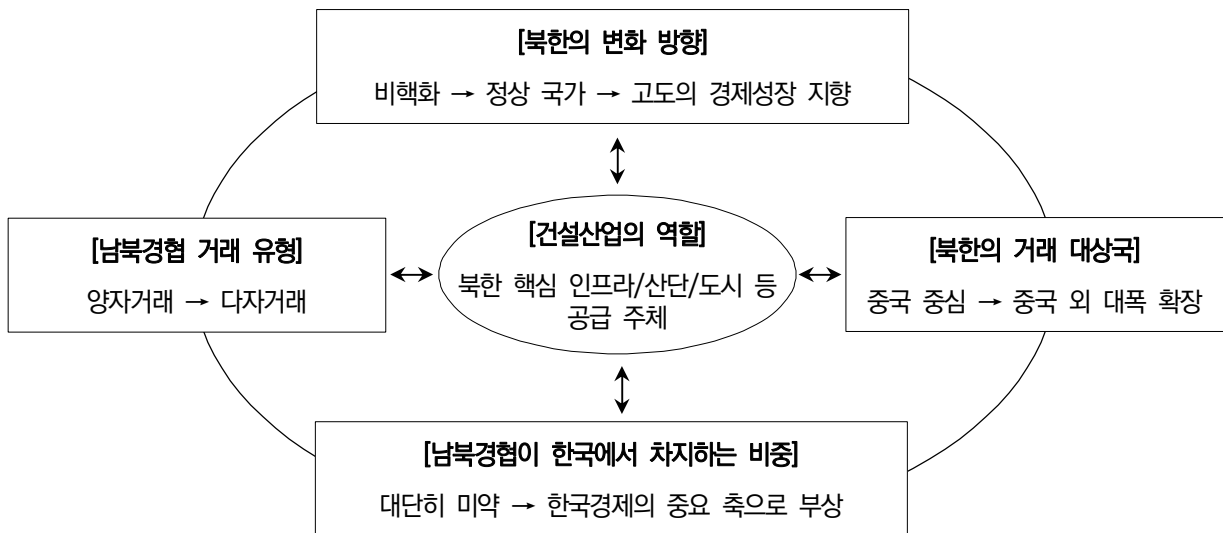 [북한의 변화 방향]
비핵화 → 정상 국가 → 고도의 경제성장 지향
[남북경협 거래 유형]
양자거래 → 다자거래
[건설산업의 역할]
북한 핵심 인프라/산단/도시 등
공급 주체
[북한의 거래 대상국]
중국 중심 → 중국 외 대폭 확장
[남북경협이 한국에서 차지하는 비중]
대단히 미약 → 한국경제의 중요 축으로 부상